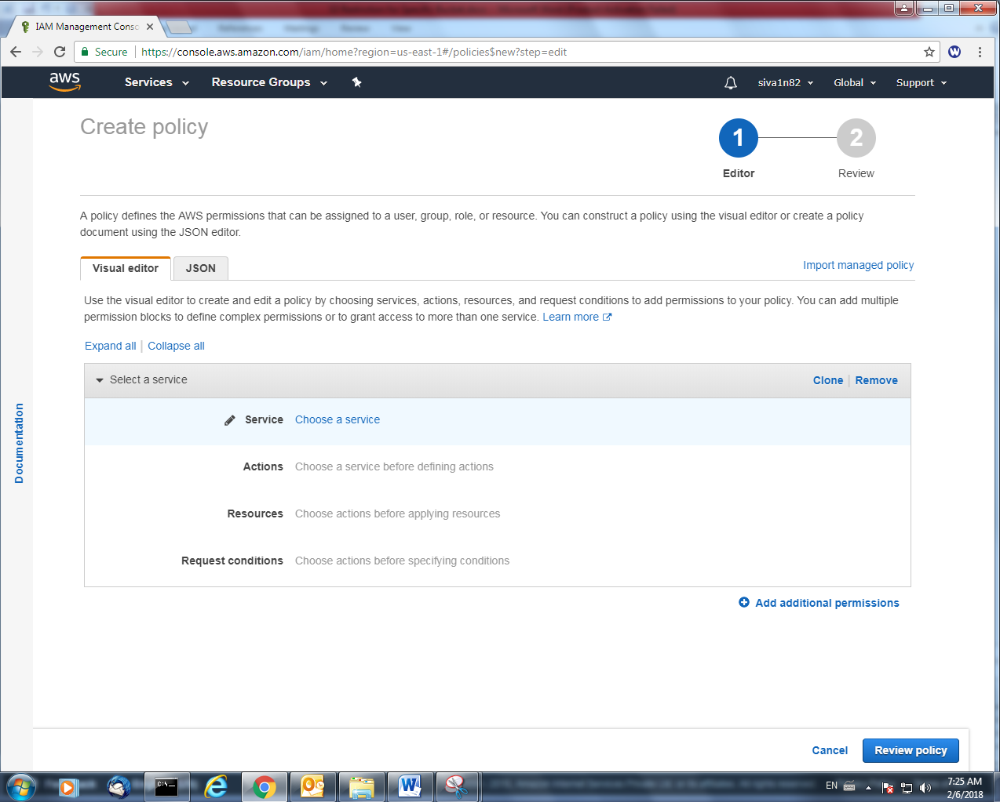 IAM Management Conso
Secure https://console.aws.amazon.com/iam/home?region=us-east-1#/policies$new?step=edit
aws Services Resource Groups siva1n82 Global Support
Create policy
1 2
Editor Review
A policy defines the AWS permissions that can be assigned to a user, group, role, or resource. You can construct a policy using the visual editor or create a policy
document using the JSON editor.
Visual editor JSON Import managed policy
Use the visual editor to create and edit a policy by choosing services, actions, resources, and request conditions to add permissions to your policy. You can add multiple
permission blocks to define complex permissions or to grant access to more than one service. Learn more
Expand all Collapse all
Select a service Clone Remove
Service Choose a service
Documentation
Actions Choose a service before defining actions
Resources Choose actions before applying resources
Request conditions Choose actions before specifying conditions
Add additional permissions
Cancel Review policy
EN 7:25 AM
2/6/2018